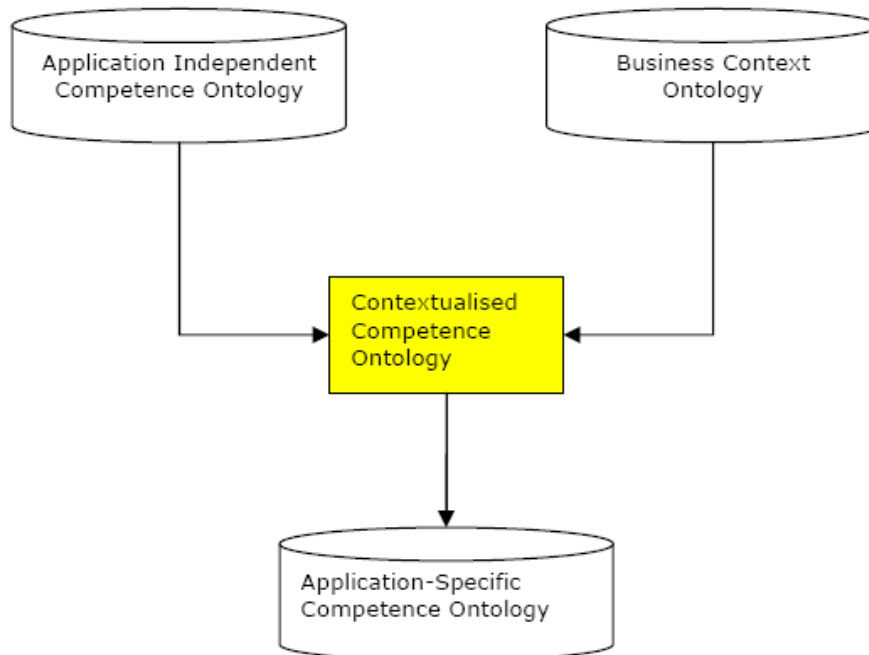 Application Independent
Competence Ontology
Business Context
Ontology
Contextualised
Competence
Ontology
Application-Specific
Competence Ontology